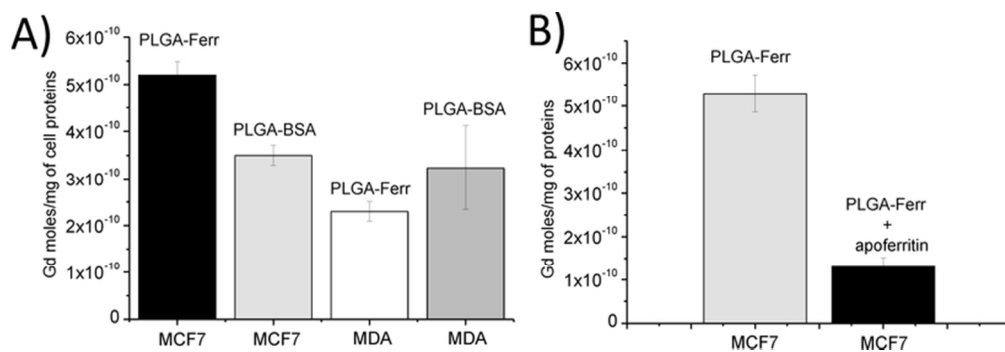 A)
Gd moles/mg of cell proteins
6x10⁻¹⁰
5x10⁻¹⁰
4x10⁻¹⁰
3x10⁻¹⁰
2x10⁻¹⁰
1x10⁻¹⁰
0
PLGA-Ferr
PLGA-BSA
PLGA-Ferr
PLGA-BSA
MCF7
MCF7
MDA
MDA
B)
Gd moles/mg of proteins
6x10⁻¹⁰
5x10⁻¹⁰
4x10⁻¹⁰
3x10⁻¹⁰
2x10⁻¹⁰
1x10⁻¹⁰
0
PLGA-Ferr
PLGA-Ferr
+
apoferritin
MCF7
MCF7